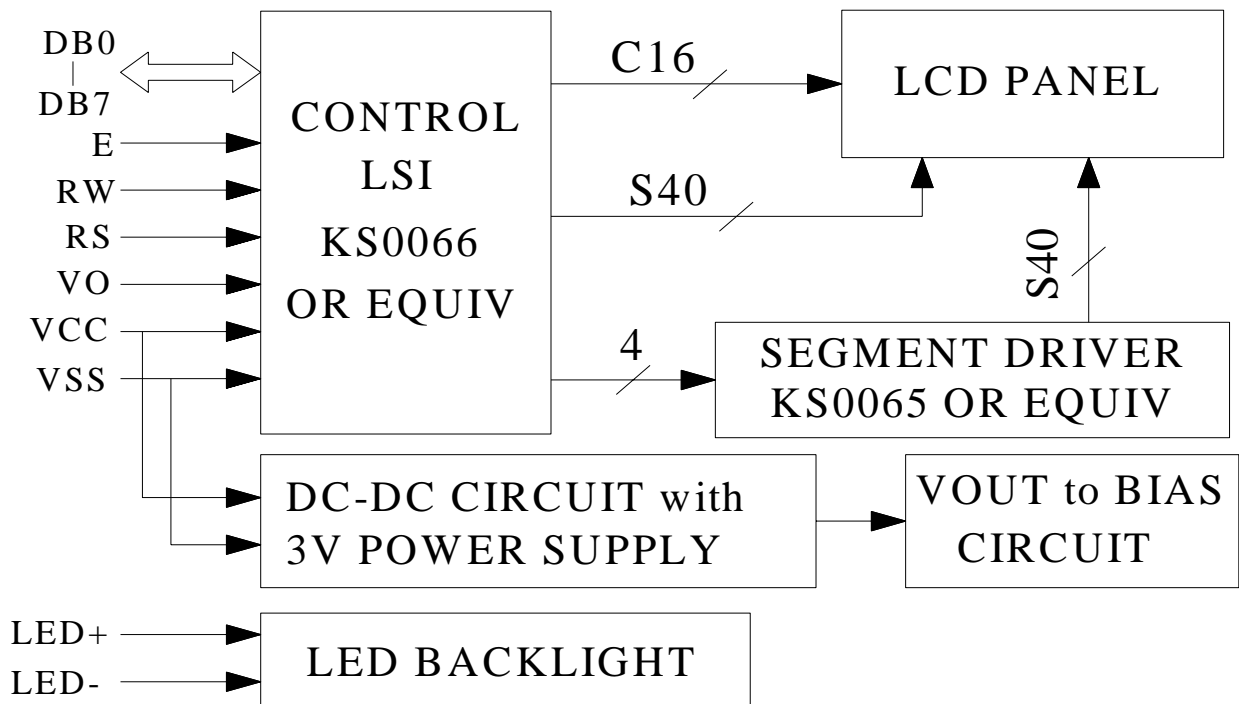 DB0
DB7
E
RW
RS
VO
VCC
VSS
CONTROL
LSI
KS0066
OR EQUIV
C16
S40
4
LCD PANEL
S40
SEGMENT DRIVER
KS0065 OR EQUIV
DC-DC CIRCUIT with
3V POWER SUPPLY
VOUT to BIAS
CIRCUIT
LED+
LED-
LED BACKLIGHT